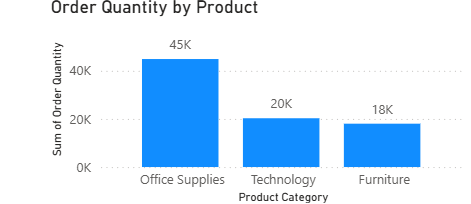 Order Quantity by Product
Sum of Order Quantity
40K
20K
0K
45K
20K
18K
Office Supplies
Technology
Furniture
Product Category